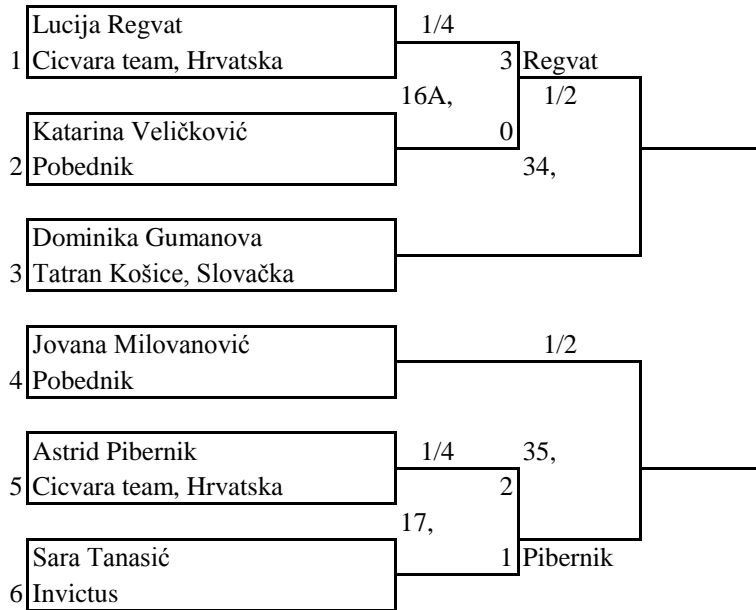 Lucija Regvat 1/4
1 Cicvara team, Hrvatska 3 Regvat
16A, 1/2
Katarina Veličković 0
2 Pobednik 34,
Dominika Gumanova
3 Tatran Košice, Slovačka
Jovana Milovanović 1/2
4 Pobednik
Astrid Pibernik 1/4 35,
5 Cicvara team, Hrvatska 2
17,
Sara Tanasić 1 Pibernik
6 Invictus